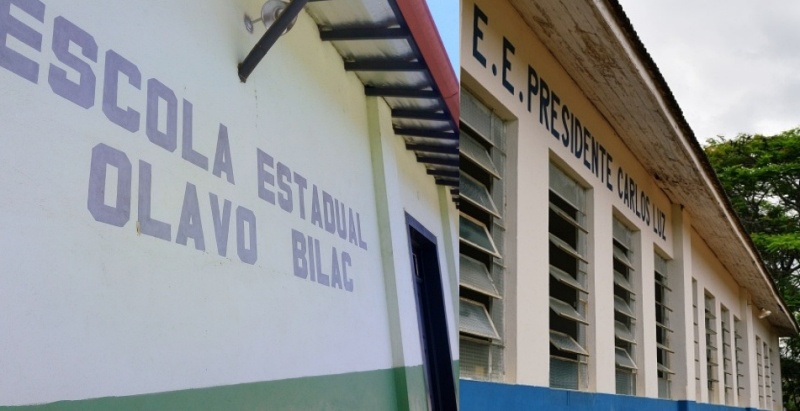 ESCOLA ESTADUAL
OLAVO BILAC
E.E.PRESIDENTE CARLOS LUZ